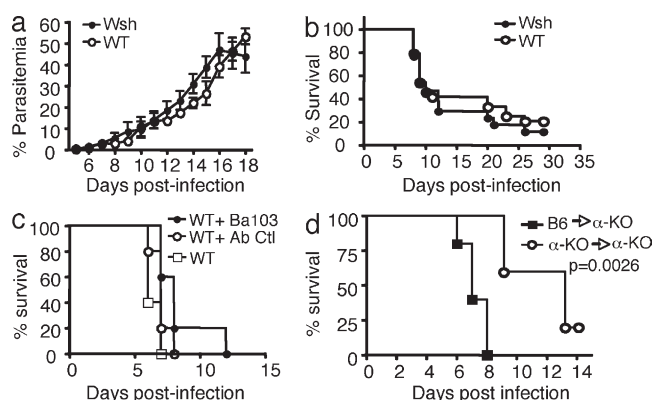 a
Wsh
WT
% Parasitemia
60
50
40
30
20
10
0
6 8 10 12 14 16 18
Days post-infection
b
Wsh
WT
% Survival
100
80
60
40
20
0
0 5 10 15 20 25 30 35
Days post-infection
c
WT+ Ba103
WT+ Ab Ctl
WT
% survival
100
80
60
40
20
0
0 5 10 15
Days post-infection
d
B6 → α-KO
α-KO → α-KO
p=0.0026
% survival
100
75
50
25
0 2 4 6 8 10 12 14
Days post infection